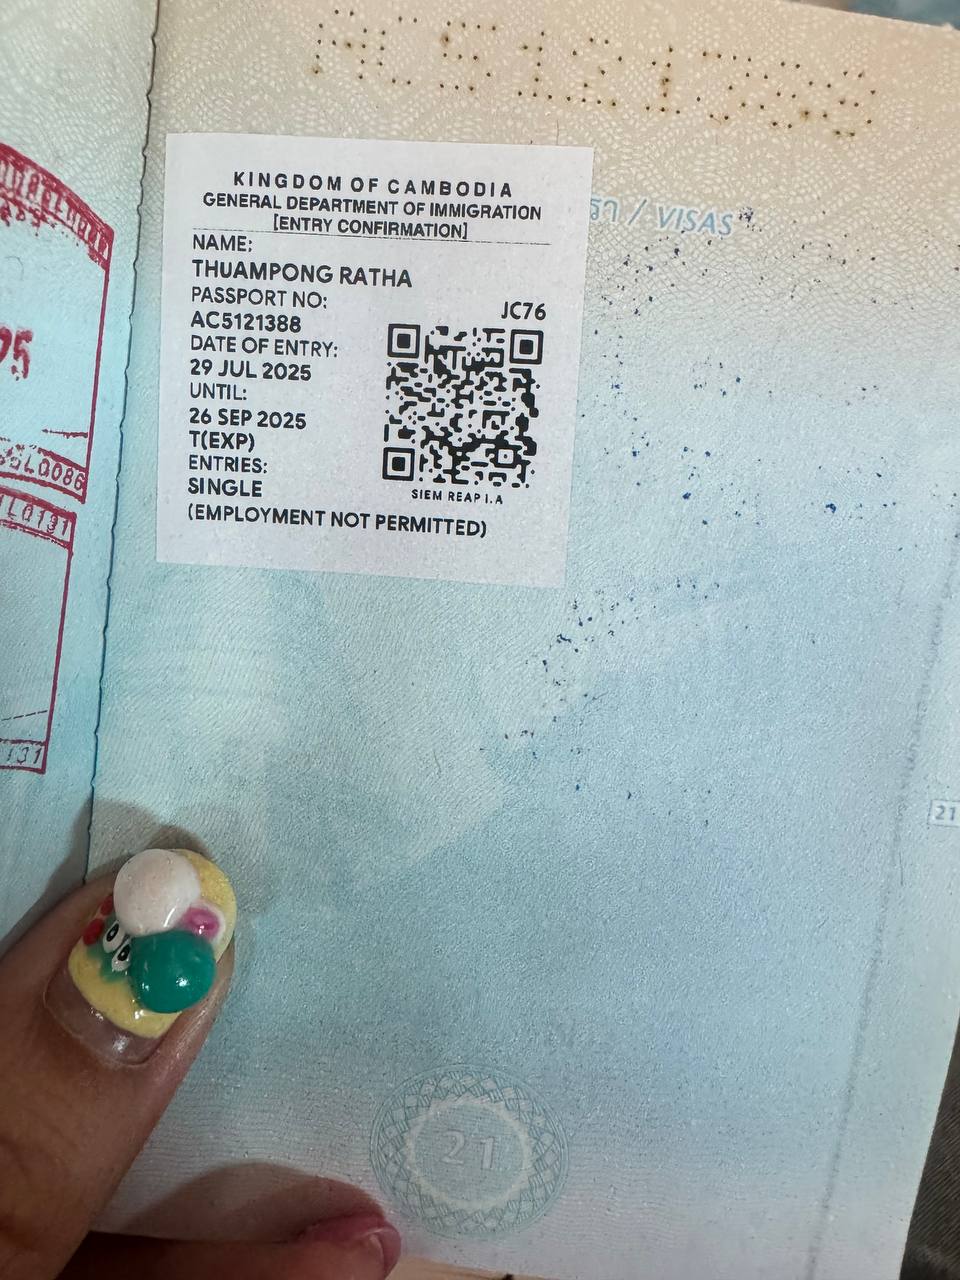 KINGDOM OF CAMBODIA
GENERAL DEPARTMENT OF IMMIGRATION
[ENTRY CONFIRMATION]
NAME:
THUAMPONG RATHA
PASSPORT NO:
AC5121388
DATE OF ENTRY:
29 JUL 2025
UNTIL:
26 SEP 2025
T(EXP)
ENTRIES:
SINGLE
(EMPLOYMENT NOT PERMITTED)
JC76
SIEM REAP I.A
/ VISAS
21
21